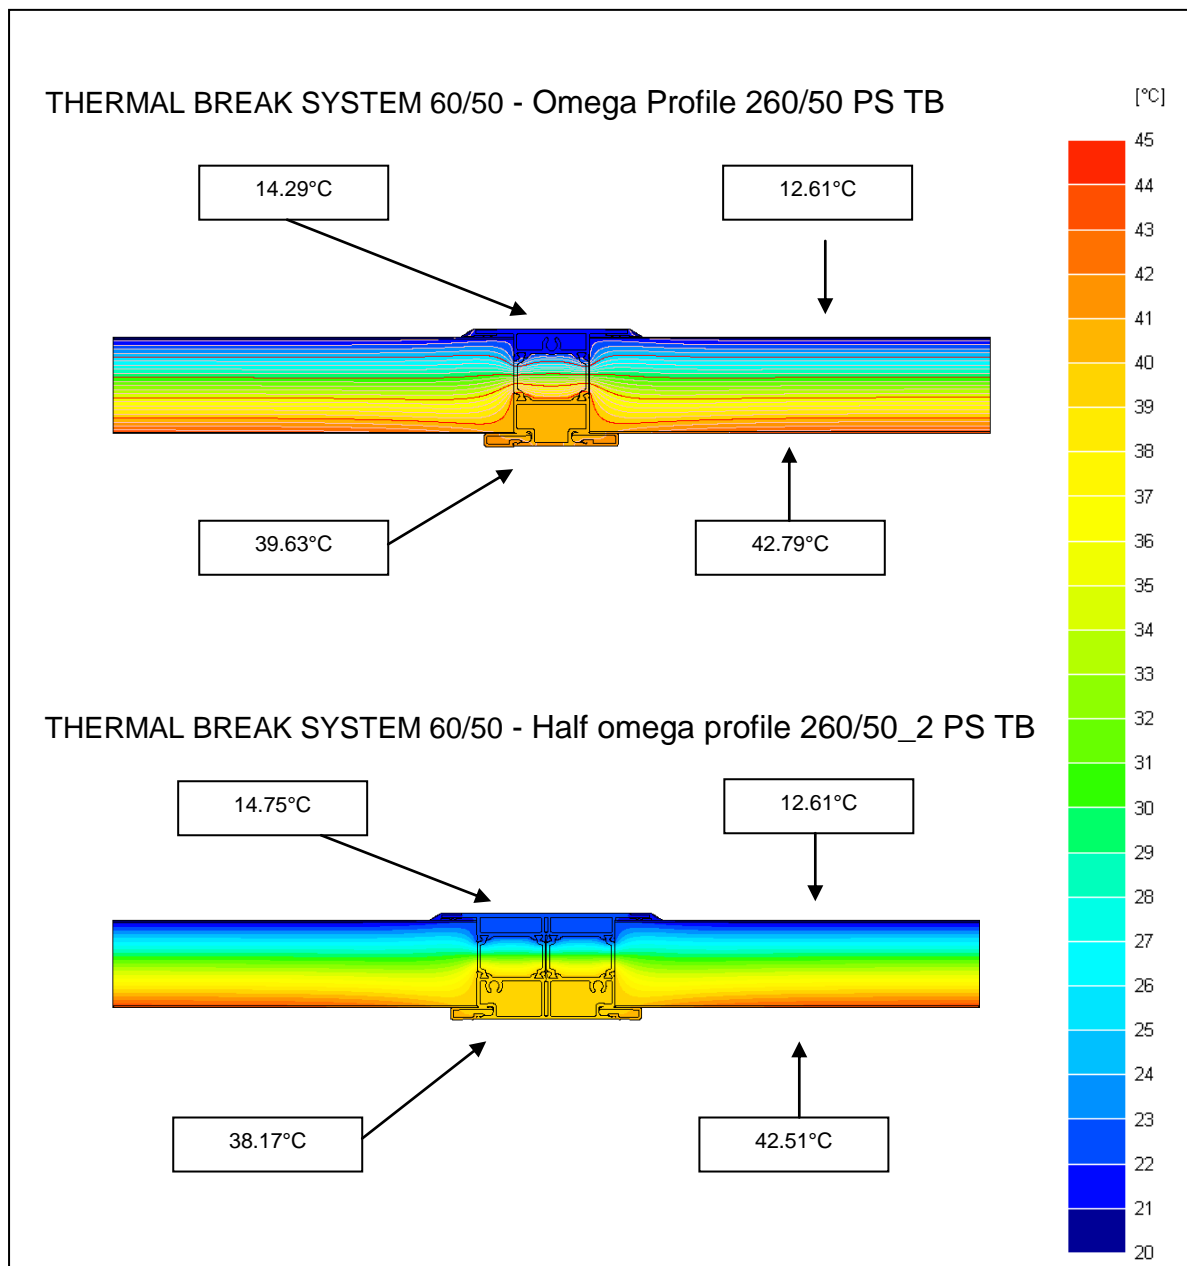 THERMAL BREAK SYSTEM 60/50 - Omega Profile 260/50 PS TB
[°C]
14.29°C
12.61°C
39.63°C
42.79°C
THERMAL BREAK SYSTEM 60/50 - Half omega profile 260/50_2 PS TB
14.75°C
12.61°C
38.17°C
42.51°C
45
44
43
42
41
40
39
38
37
36
35
34
33
32
31
30
29
28
27
26
25
24
23
22
21
20